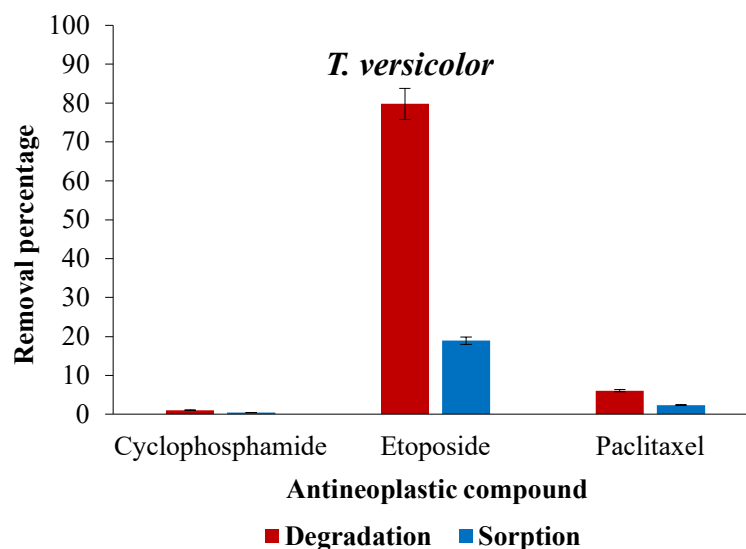 100
90
80
70
60
50
40
30
20
10
0
Removal percentage
T. versicolor
Cyclophosphamide Etoposide Paclitaxel
Antineoplastic compound
Degradation Sorption